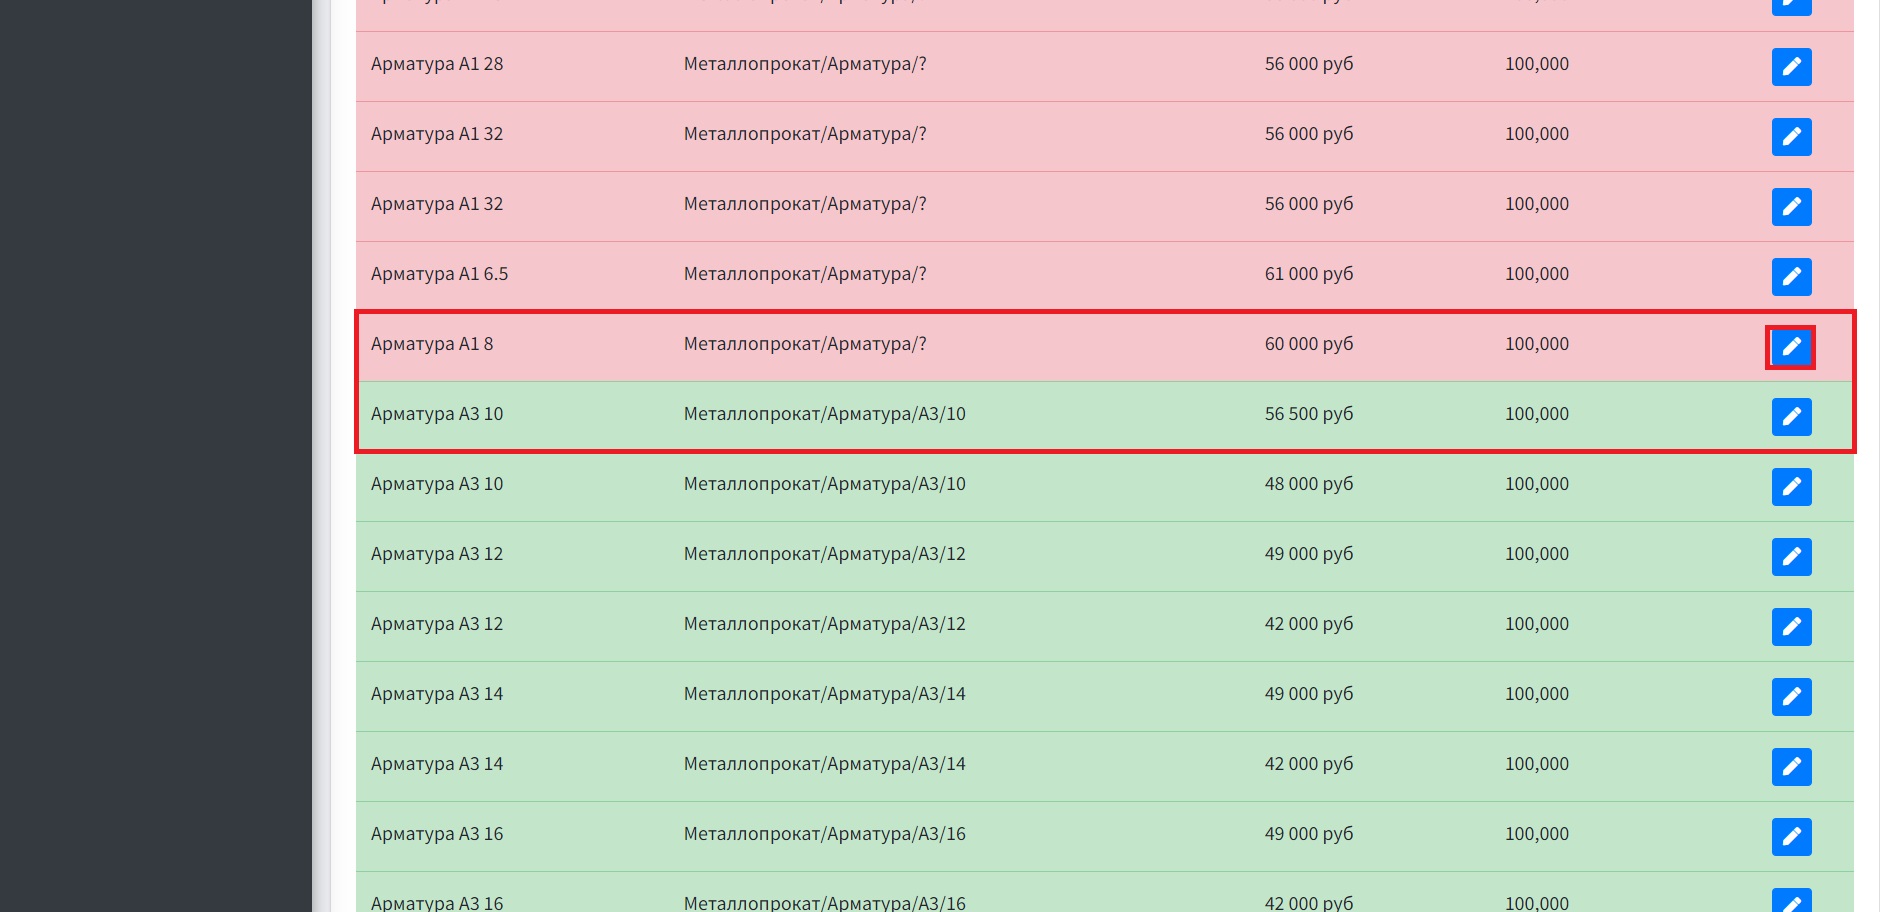 Арматура А1 28 Металлопрокат/Арматура/? 56 000 руб 100,000
Арматура А1 32 Металлопрокат/Арматура/? 56 000 руб 100,000
Арматура А1 32 Металлопрокат/Арматура/? 56 000 руб 100,000
Арматура А1 6.5 Металлопрокат/Арматура/? 61 000 руб 100,000
Арматура А1 8 Металлопрокат/Арматура/? 60 000 руб 100,000
Арматура А3 10 Металлопрокат/Арматура/А3/10 56 500 руб 100,000
Арматура А3 10 Металлопрокат/Арматура/А3/10 48 000 руб 100,000
Арматура А3 12 Металлопрокат/Арматура/А3/12 49 000 руб 100,000
Арматура А3 12 Металлопрокат/Арматура/А3/12 42 000 руб 100,000
Арматура А3 14 Металлопрокат/Арматура/А3/14 49 000 руб 100,000
Арматура А3 14 Металлопрокат/Арматура/А3/14 42 000 руб 100,000
Арматура А3 16 Металлопрокат/Арматура/А3/16 49 000 руб 100,000
Арматура А3 16 Металлопрокат/Арматура/А3/16 42 000 руб 100,000